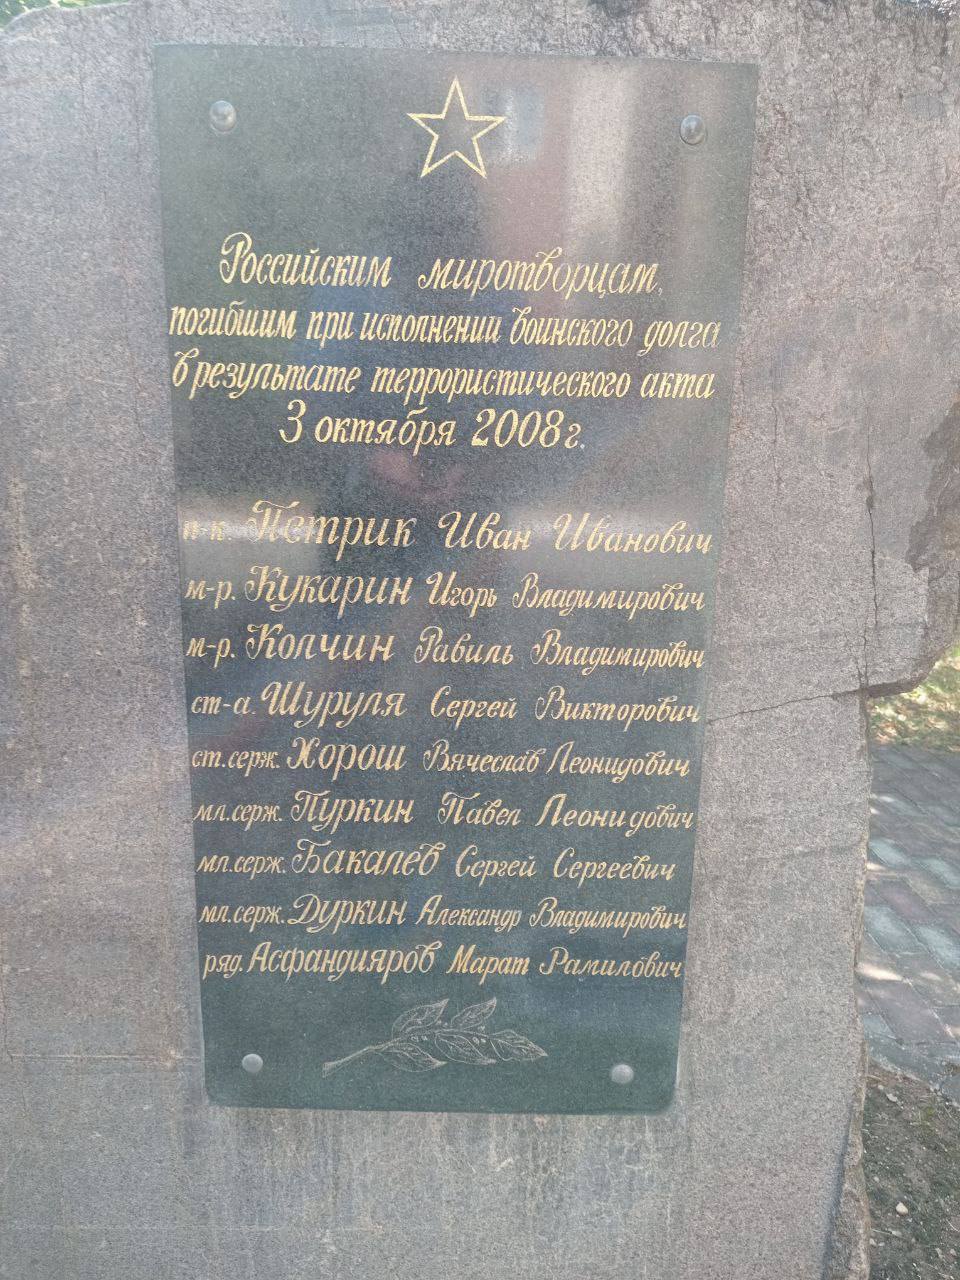 Российским миротворцам,
погибшим при исполнении воинского долга
в результате террористического акта
3 октября 2008г.
п-к. Петрик Иван Иванович
м-р. Кукарин Игорь Владимирович
м-р. Колчин Равиль Владимирович
ст-а. Шуруля Сергей Викторович
ст. серж. Хорош Вячеслав Леонидович
мл. серж. Пуркин Павел Леонидович
мл. серж. Бакалев Сергей Сергеевич
мл. серж. Дуркин Александр Владимирович
ряд. Асфандияров Марат Рамилович